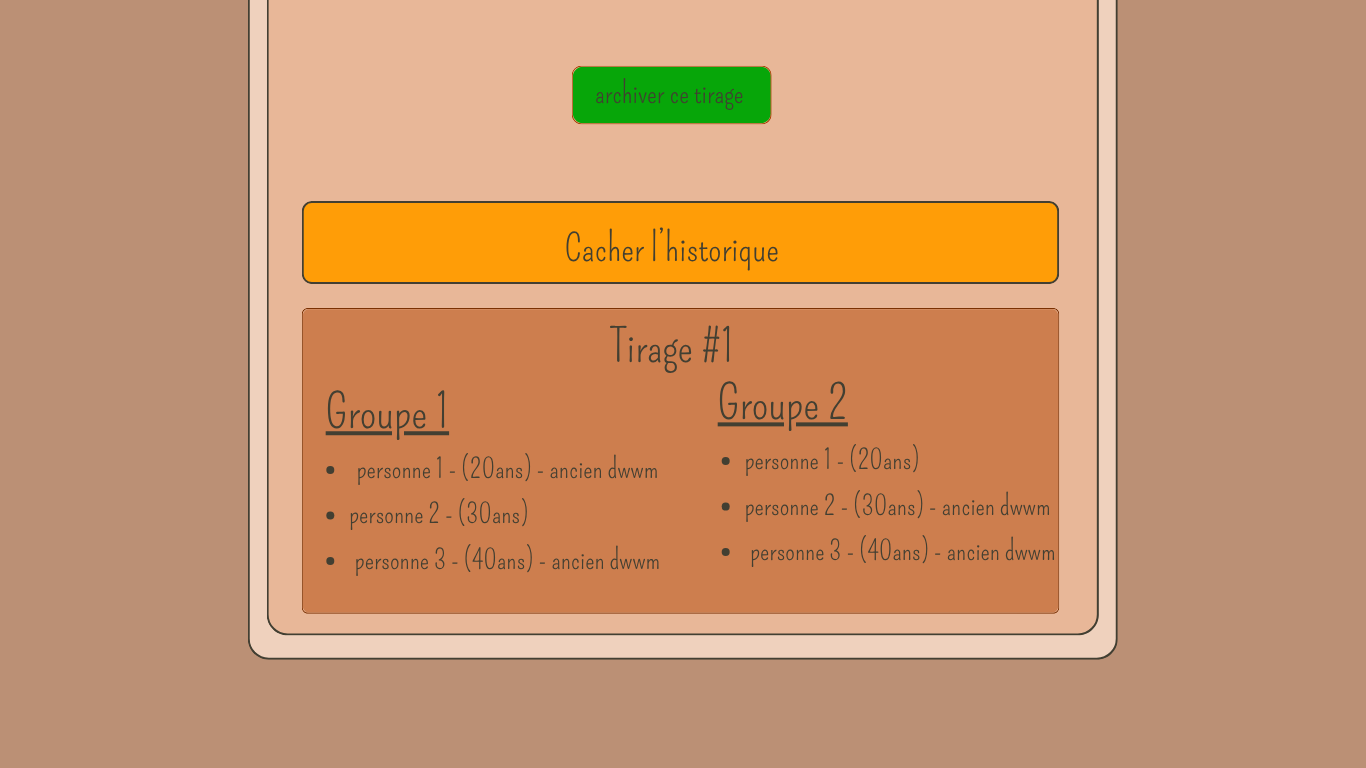 archiver ce tirage
Cacher l'historique
Tirage #1
Groupe 1
personne 1 - (20ans) - ancien dwwm
personne 2 - (30ans)
personne 3 - (40ans) - ancien dwwm
Groupe 2
personne 1 - (20ans)
personne 2 - (30ans) - ancien dwwm
personne 3 - (40ans) - ancien dwwm